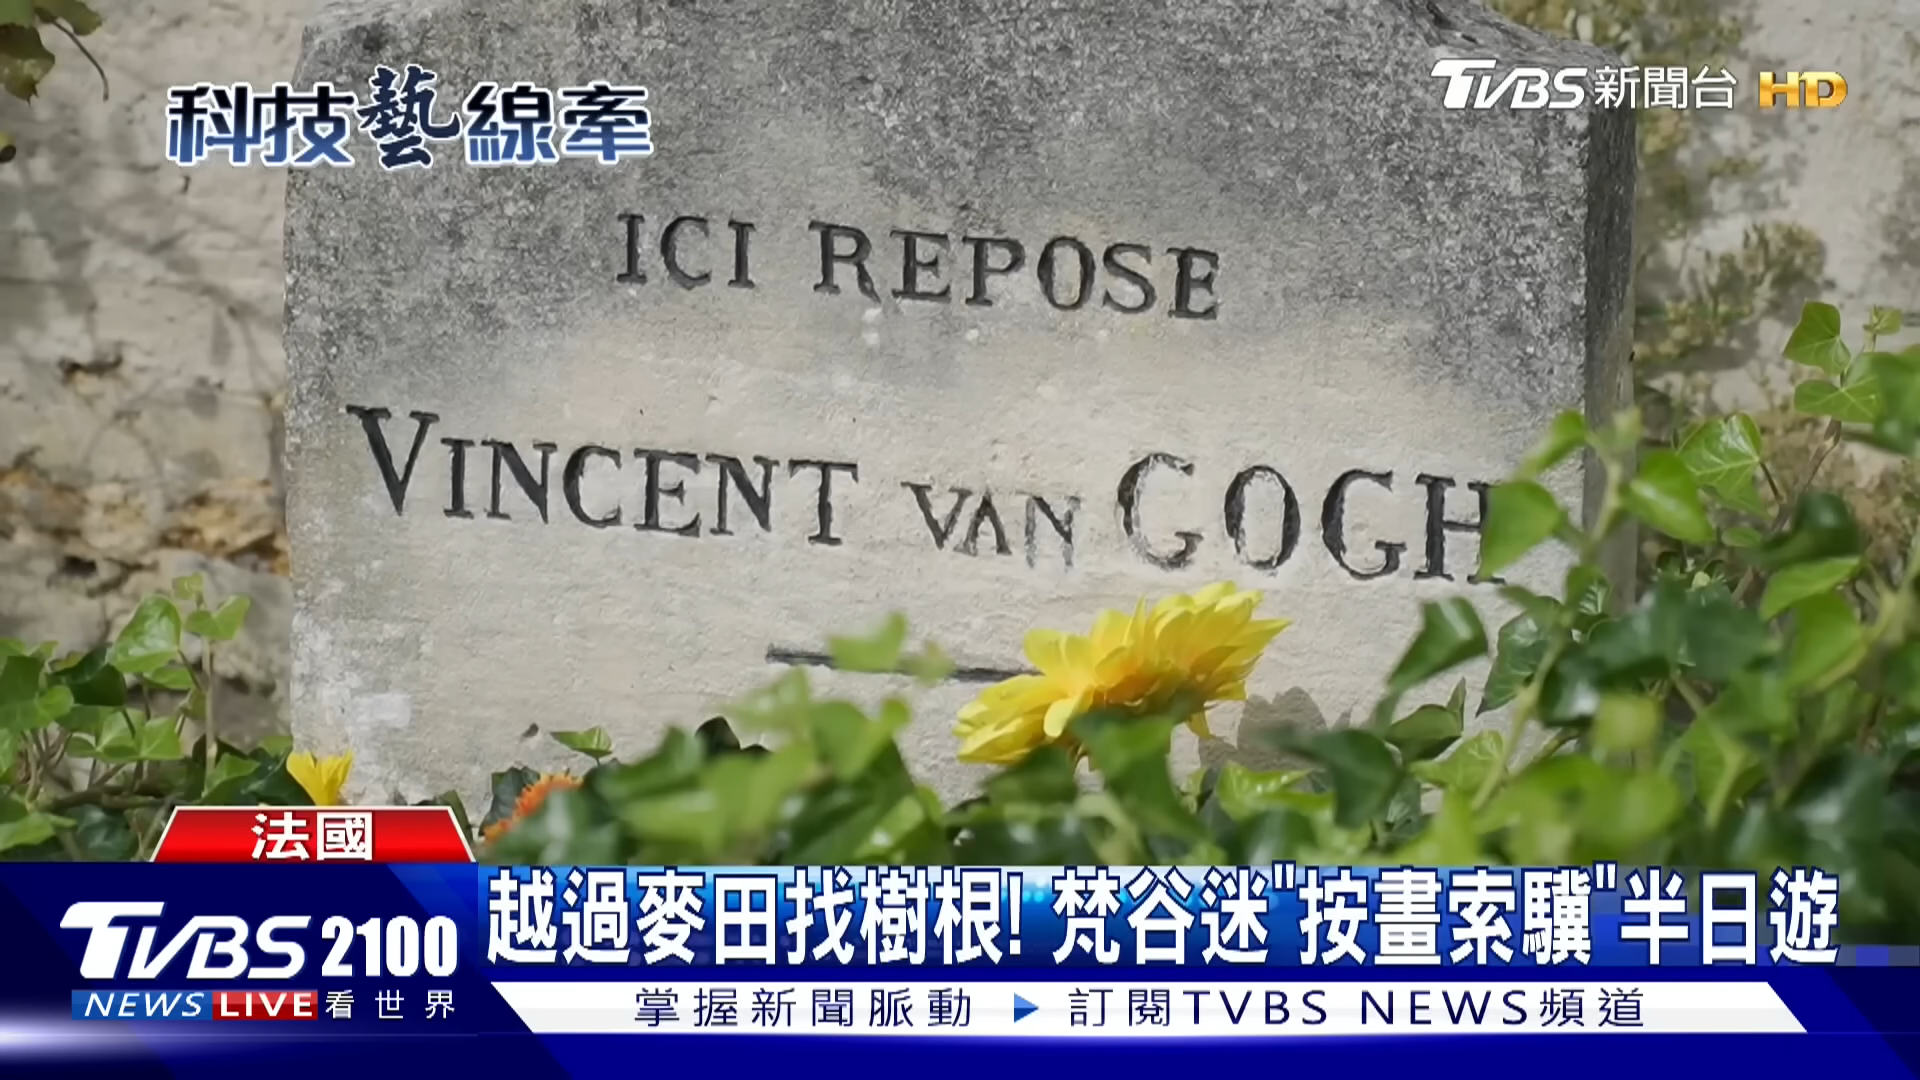 科技藝線牽
TVBS新聞台 HD
ICI REPOSE
VINCENT VAN GOGH
法國
越過麥田找樹根! 梵谷迷"按畫索驥"半日遊
TVBS 2100
NEWS LIVE 看世界
掌握新聞脈動 ▶ 訂閱TVBS NEWS頻道